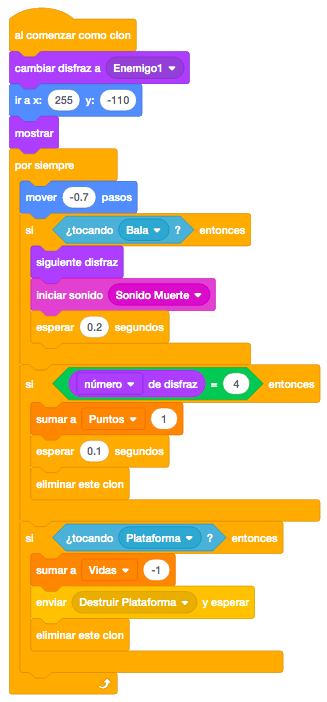 al comenzar como clon
cambiar disfraz a Enemigo1
ir a x: 255 y: -110
mostrar
por siempre
mover -0.7 pasos
si ¿tocando Bala ? entonces
siguiente disfraz
iniciar sonido Sonido Muerte
esperar 0.2 segundos
si número de disfraz = 4 entonces
sumar a Puntos 1
esperar 0.1 segundos
eliminar este clon
si ¿tocando Plataforma ? entonces
sumar a Vidas -1
enviar Destruir Plataforma y esperar
eliminar este clon